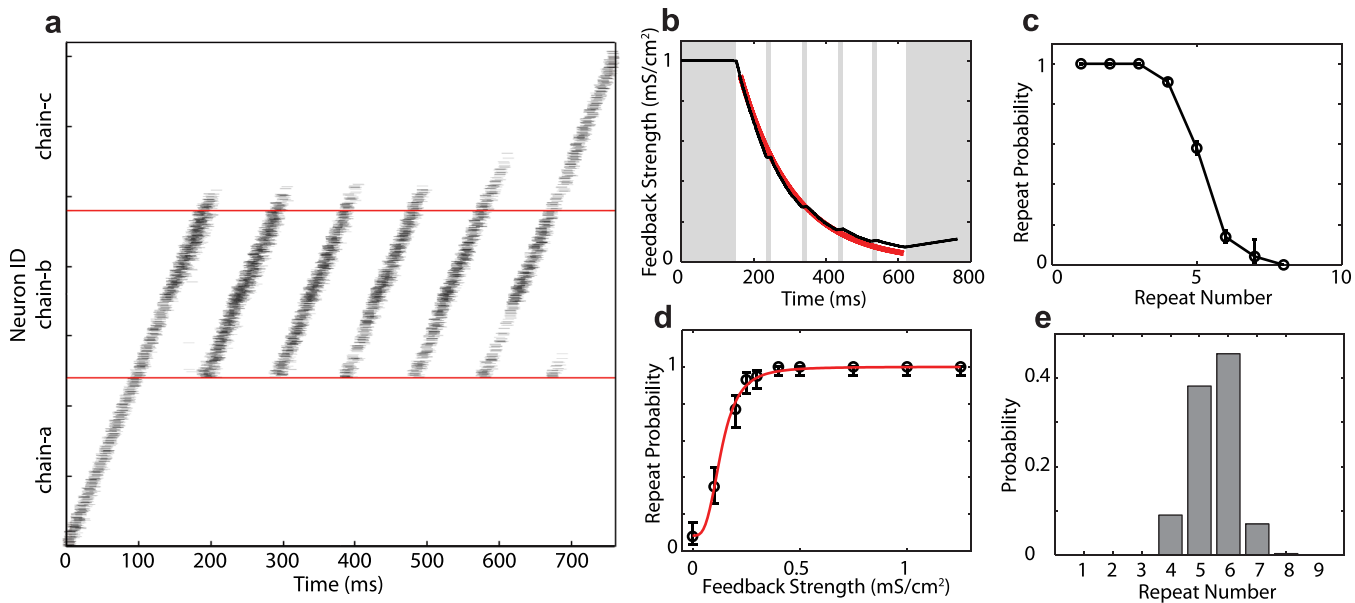 a
chain-c
chain-b
chain-a
Neuron ID
0 100 200 300 400 500 600 700
Time (ms)
b
Feedback Strength (mS/cm²)
1
0
0 200 400 600 800
Time (ms)
c
Repeat Probability
1
0
0 5 10
Repeat Number
d
Repeat Probability
1
0
0 0.5 1
Feedback Strength (mS/cm²)
e
Probability
0.4
0.2
0
1 2 3 4 5 6 7 8 9
Repeat Number